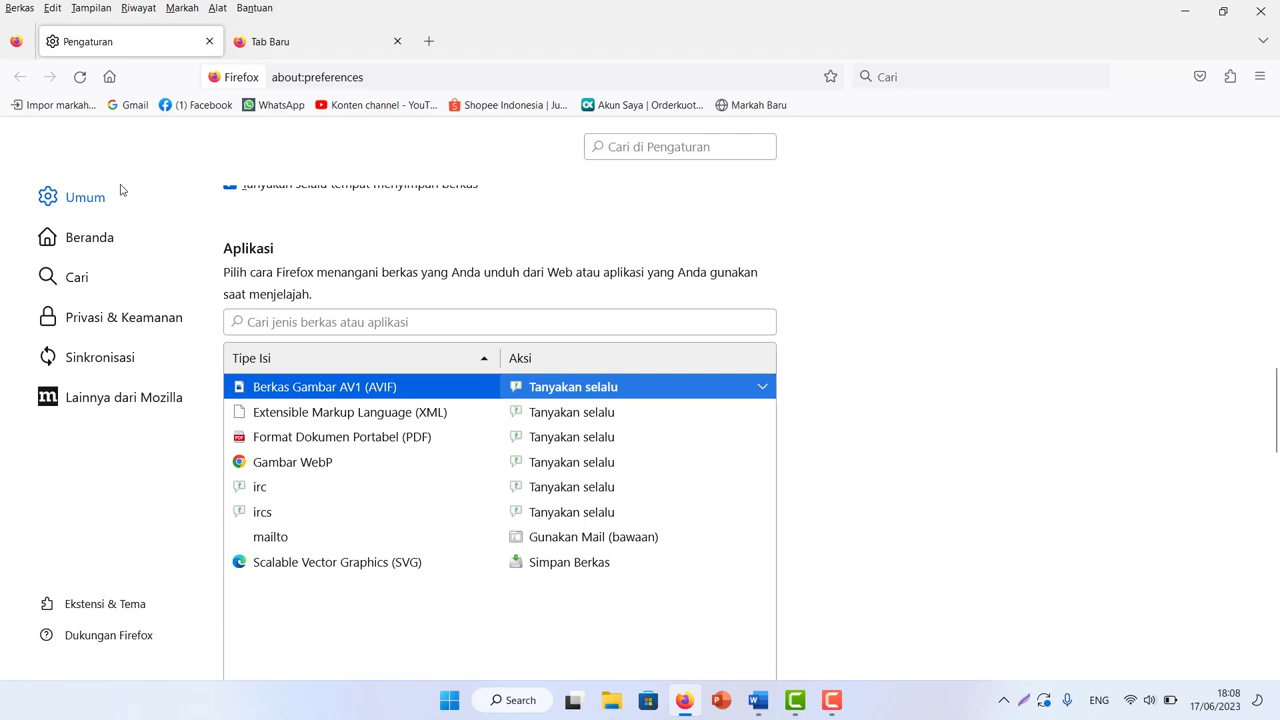 Berkas Edit Tampilan Riwayat Markah Alat Bantuan
Pengaturan
Tab Baru
Firefox about:preferences
Cari
Impor markah... Gmail (1) Facebook WhatsApp Konten channel - YouT... Shopee Indonesia | Ju... Akun Saya | Orderkuot... Markah Baru
Cari di Pengaturan
Umum
Beranda
Cari
Privasi & Keamanan
Sinkronisasi
Lainnya dari Mozilla
Ekstensi & Tema
Dukungan Firefox
Tanyakan selalu tempat menyimpan berkas
Aplikasi
Pilih cara Firefox menangani berkas yang Anda unduh dari Web atau aplikasi yang Anda gunakan
saat menjelajah.
Cari jenis berkas atau aplikasi
Tipe Isi Aksi
Berkas Gambar AV1 (AVIF) Tanyakan selalu
Extensible Markup Language (XML) Tanyakan selalu
Format Dokumen Portabel (PDF) Tanyakan selalu
Gambar WebP Tanyakan selalu
irc Tanyakan selalu
ircs Tanyakan selalu
mailto Gunakan Mail (bawaan)
Scalable Vector Graphics (SVG) Simpan Berkas
Search
ENG
18:08
17/06/2023